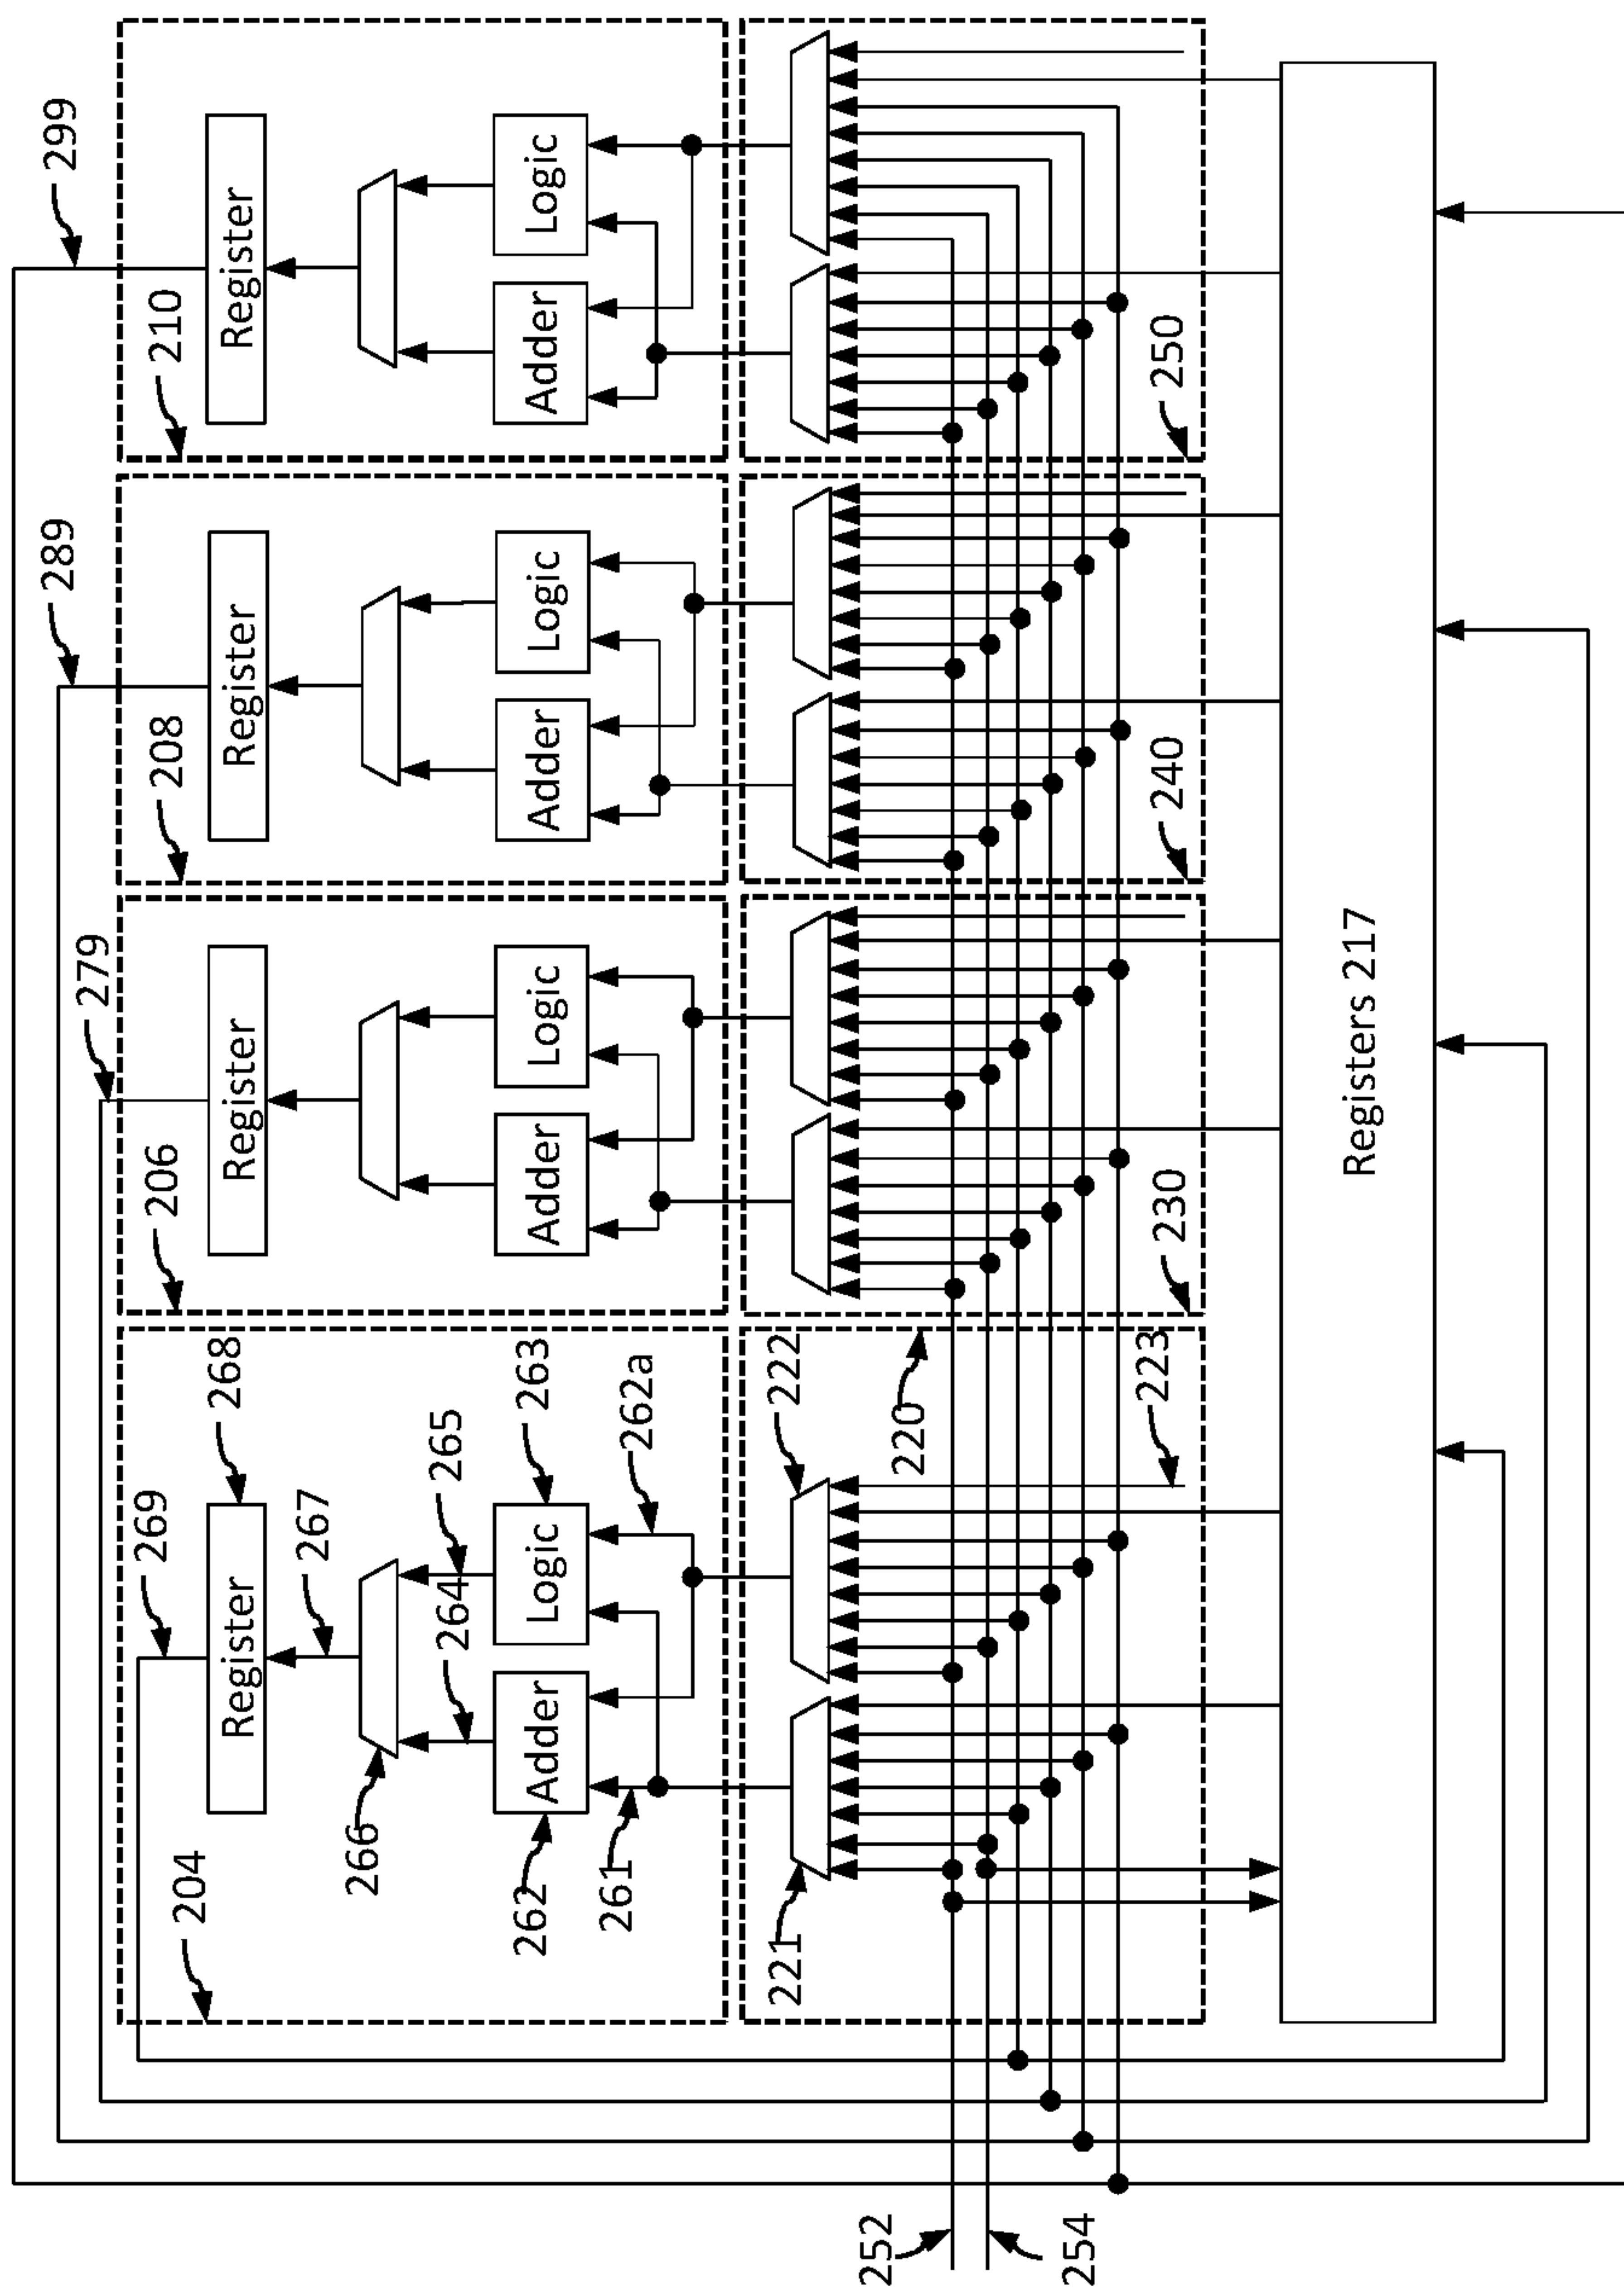 299
289
279
269
210
208
206
204
Register
Register
Register
Register
268
267
266
265
264
Logic
Adder
Logic
Adder
Logic
Adder
Logic
Adder
263
262
262a
261
222
221
220
223
230
240
250
252
254
Registers 217